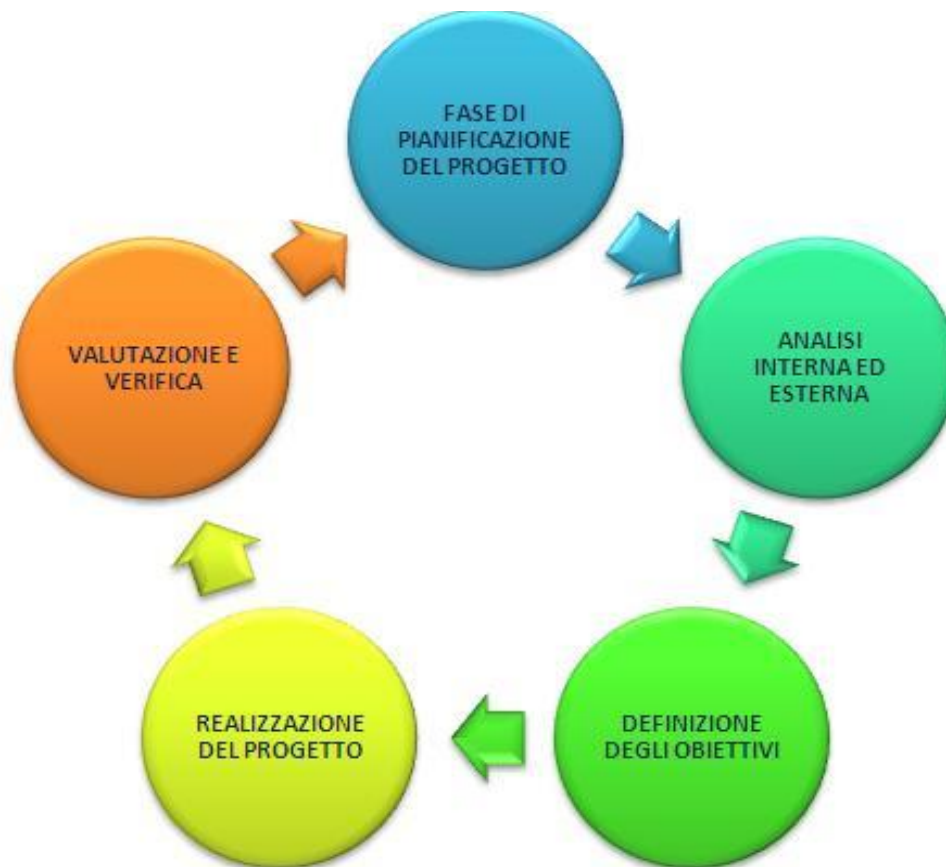 FASE DI
PIANIFICAZIONE
DEL PROGETTO
ANALISI
INTERNA ED
ESTERNA
DEFINIZIONE
DEGLI OBIETTIVI
REALIZZAZIONE
DEL PROGETTO
VALUTAZIONE E
VERIFICA